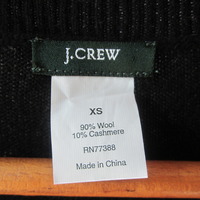 J.CREW
XS
90% Wool
10% Cashmere
RN77388
Made in China